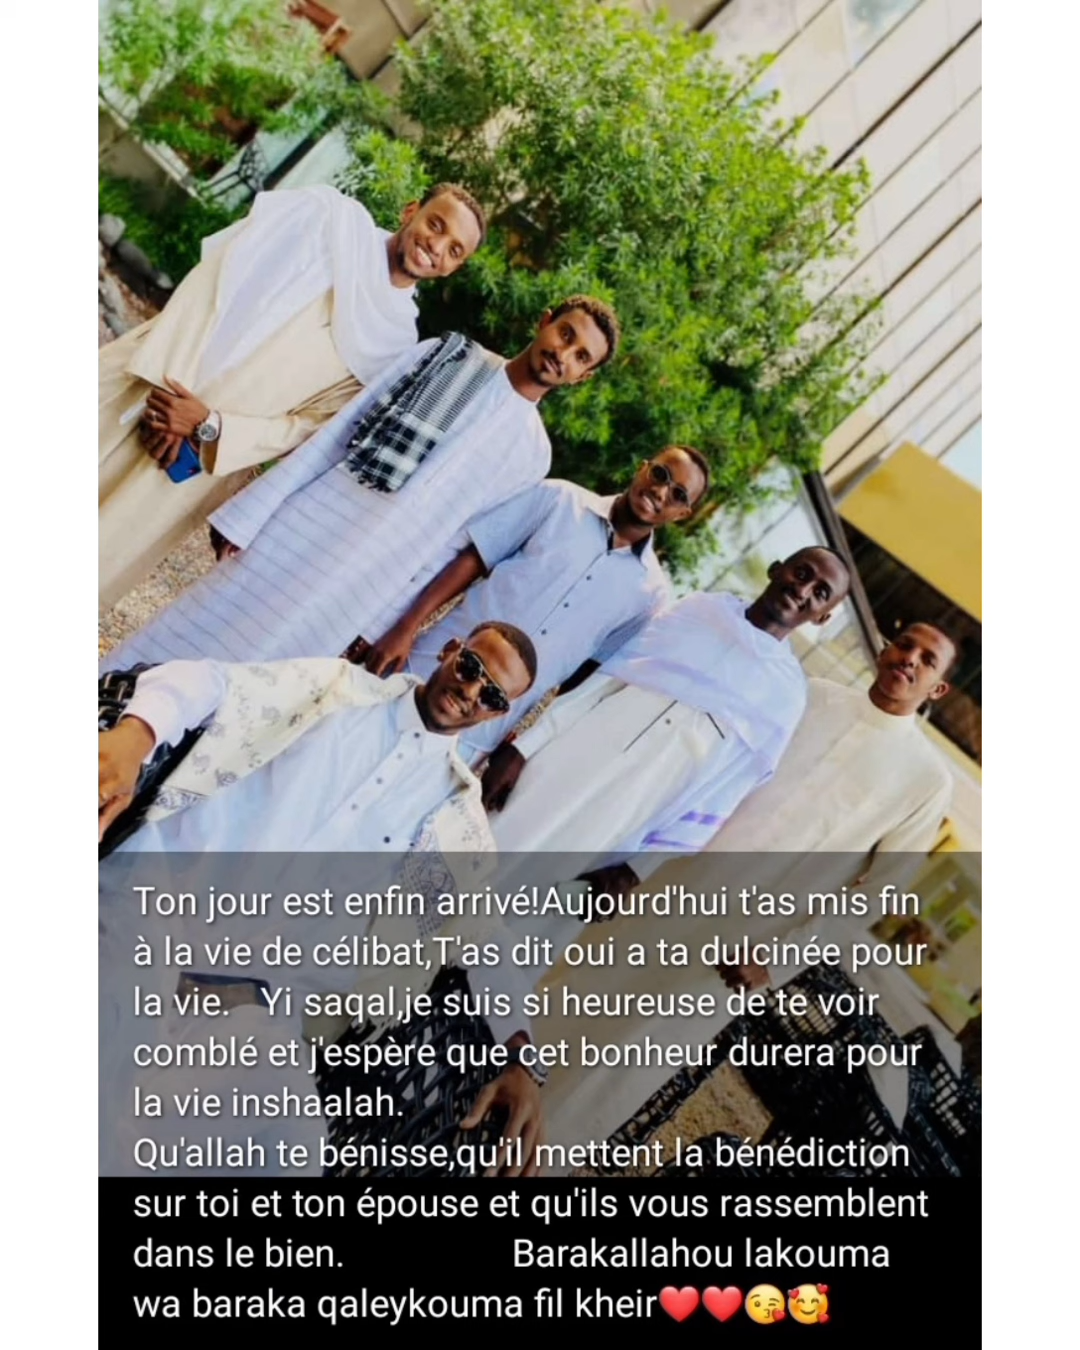 Ton jour est enfin arrivé!Aujourd'hui t'as mis fin
à la vie de célibat,T'as dit oui a ta dulcinée pour
la vie.   Yi saqal,je suis si heureuse de te voir
comblé et j'espère que cet bonheur durera pour
la vie inshaalah.
Qu'allah te bénisse,qu'il mettent la bénédiction
sur toi et ton épouse et qu'ils vous rassemblent
dans le bien.                 Barakallahou lakouma
wa baraka qaleykouma fil kheir❤️❤️😘🥰